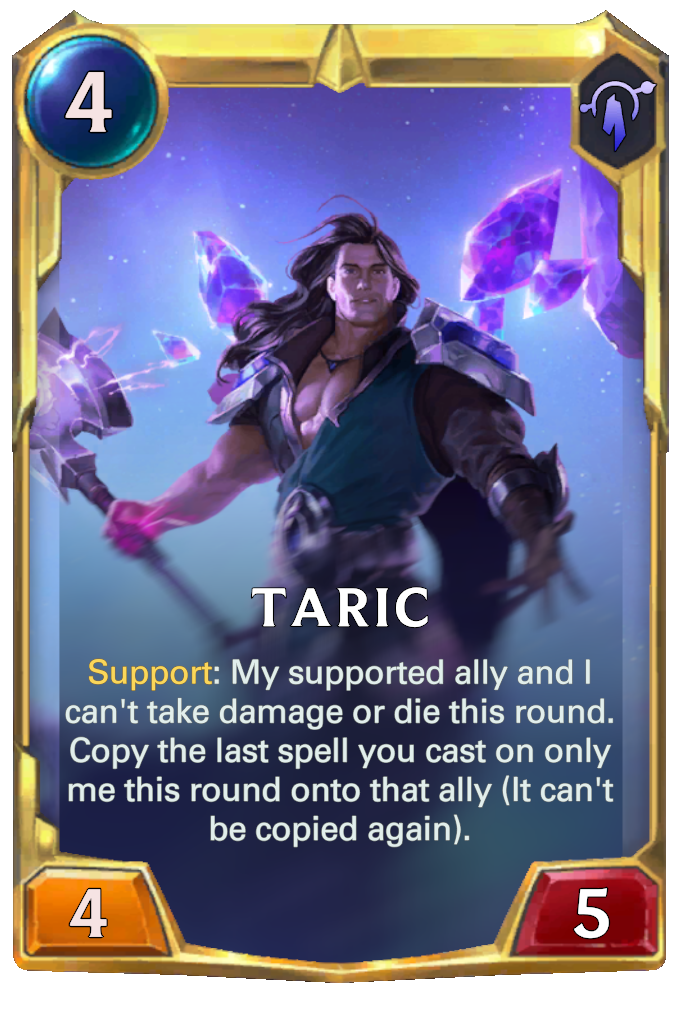 4
TARIC
Support: My supported ally and I
can't take damage or die this round.
Copy the last spell you cast on only
me this round onto that ally (It can't
be copied again).
4
5